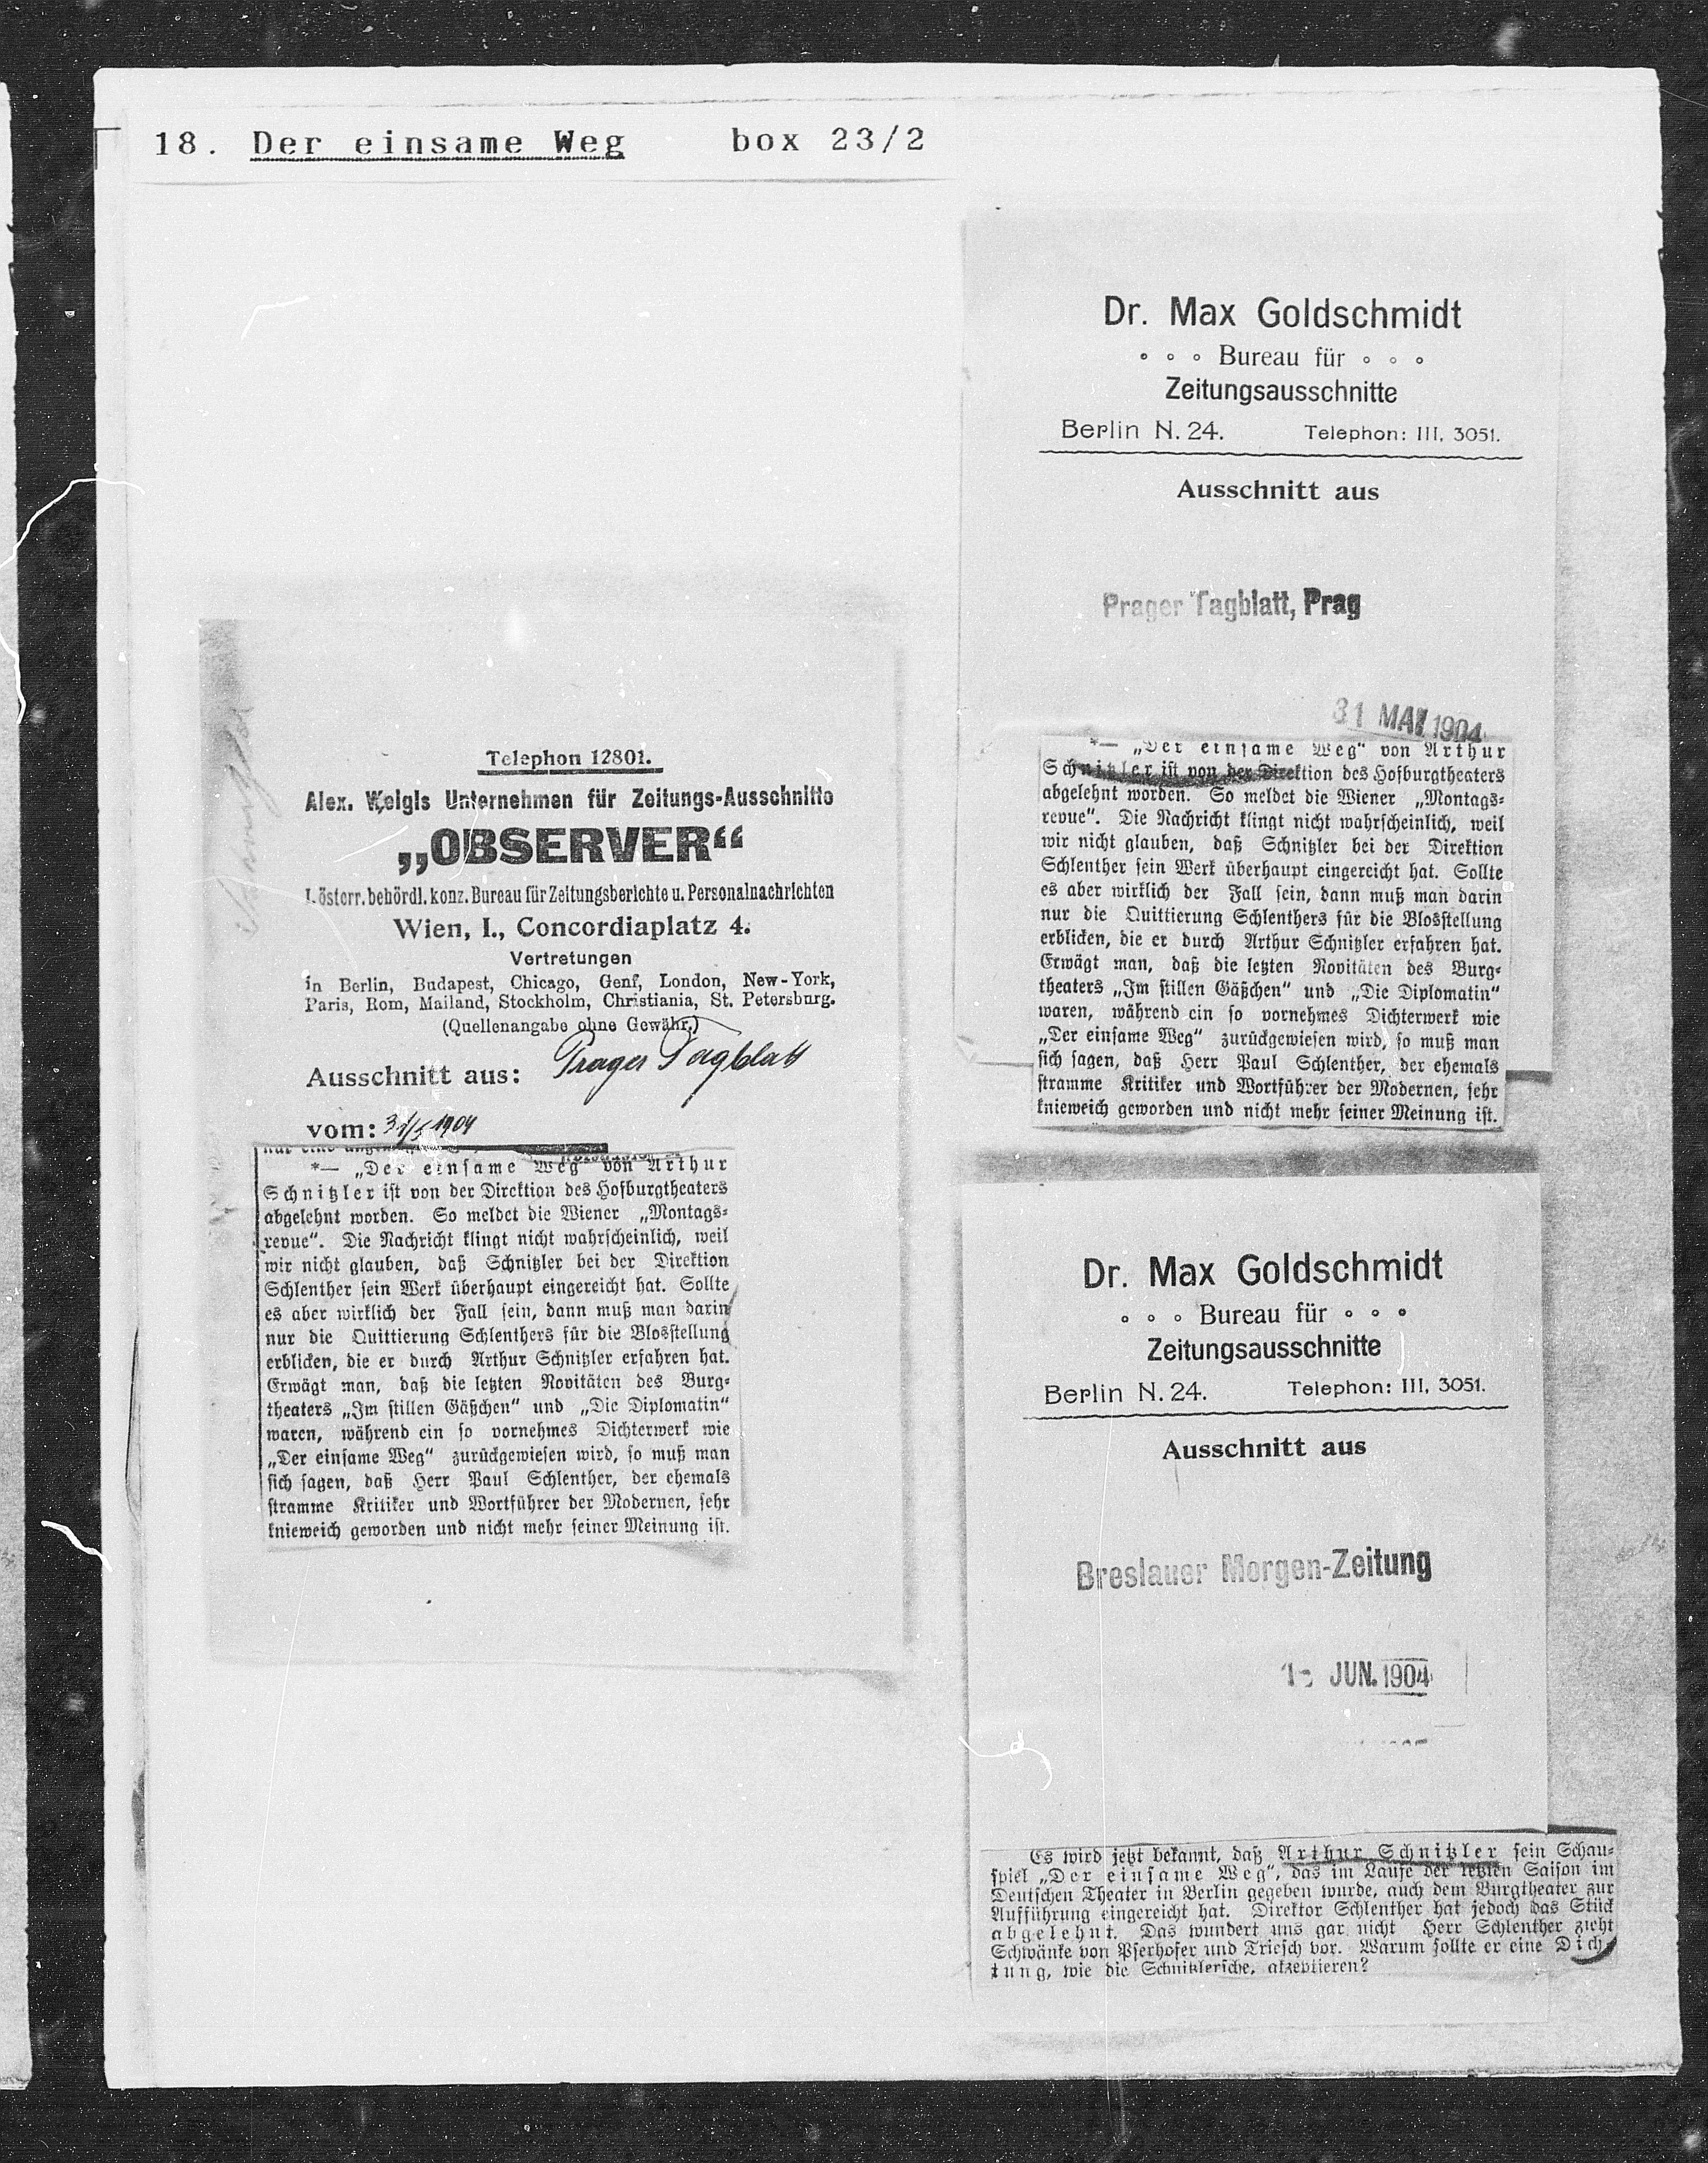 18. Der einsame Weg box 23/2
Telephon 12801.
Alex. Weigls Unternehmen für Zeitungs-Ausschnitte
„OBSERVER“
I. österr. behördl. konz. Bureau für Zeitungsberichte u. Personalnachrichten
Wien, I., Concordiaplatz 4.
Vertretungen
in Berlin, Budapest, Chicago, Genf, London, New-York,
Paris, Rom, Mailand, Stockholm, Christiania, St. Petersburg.
(Quellenangabe ohne Gewähr.)
Ausschnitt aus: Prager Tagblatt
vom: 31/5 1904
*— „Der einsame Weg“ von Arthur
Schnitzler ist von der Direktion des Hofburgtheaters
abgelehnt worden. So meldet die Wiener „Montags-
revue“. Die Nachricht klingt nicht wahrscheinlich, weil
wir nicht glauben, daß Schnitzler bei der Direktion
Schlenther sein Werk überhaupt eingereicht hat. Sollte
es aber wirklich der Fall sein, dann muß man darin
nur die Quittierung Schlenthers für die Blosstellung
erblicken, die er durch Arthur Schnitzler erfahren hat.
Erwägt man, daß die letzten Novitäten des Burg-
theaters „Im stillen Gäßchen“ und „Die Diplomatin“
waren, während ein so vornehmes Dichterwerk wie
„Der einsame Weg“ zurückgewiesen wird, so muß man
sich sagen, daß Herr Paul Schlenther, der ehemals
stramme Kritiker und Wortführer der Modernen, sehr
knieweich geworden und nicht mehr seiner Meinung ist.
Dr. Max Goldschmidt
Bureau für
Zeitungsausschnitte
Berlin N. 24. Telephon: III, 3051.
Ausschnitt aus
Prager Tagblatt, Prag
31 MAI 1904
*— „Der einsame Weg“ von Arthur
Schnitzler ist von der Direktion des Hofburgtheaters
abgelehnt worden. So meldet die Wiener „Montags-
revue“. Die Nachricht klingt nicht wahrscheinlich, weil
wir nicht glauben, daß Schnitzler bei der Direktion
Schlenther sein Werk überhaupt eingereicht hat. Sollte
es aber wirklich der Fall sein, dann muß man darin
nur die Quittierung Schlenthers für die Blosstellung
erblicken, die er durch Arthur Schnitzler erfahren hat.
Erwägt man, daß die letzten Novitäten des Burg-
theaters „Im stillen Gäßchen“ und „Die Diplomatin“
waren, während ein so vornehmes Dichterwerk wie
„Der einsame Weg“ zurückgewiesen wird, so muß man
sich sagen, daß Herr Paul Schlenther, der ehemals
stramme Kritiker und Wortführer der Modernen, sehr
knieweich geworden und nicht mehr seiner Meinung ist.
Dr. Max Goldschmidt
Bureau für
Zeitungsausschnitte
Berlin N. 24. Telephon: III, 3051.
Ausschnitt aus
Breslauer Morgen-Zeitung
JUN. 1904
Es wird jetzt bekannt, daß Arthur Schnitzler sein Schau-
spiel „Der einsame Weg“, das im Laufe der letzten Saison im
Deutschen Theater in Berlin gegeben wurde, auch dem Burgtheater zur
Aufführung eingereicht hat. Direktor Schlenther hat jedoch das Stück
abgelehnt. Das wundert uns gar nicht Herr Schlenther zieht
Schwänke von Pserhofer und Triesch vor. Warum sollte er eine Dich-
tung, wie die Schnitzlersche, akzeptieren?